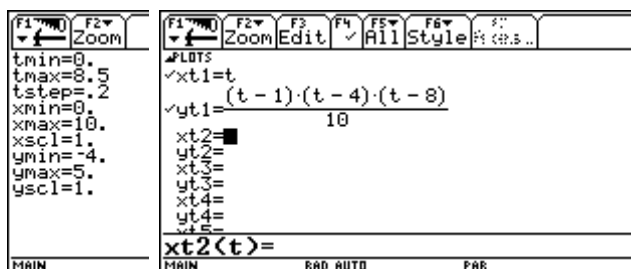 F1 F2▾
Zoom
tmin=0.
tmax=8.5
tstep=.2
xmin=0.
xmax=10.
xscl=1.
ymin=-4.
ymax=5.
yscl=1.
MAIN
F1 F2▾ F3 F4 F5▾ F6▾
Zoom Edit ✓ All Style
PLOTS
✓xt1=t
✓yt1=(t − 1)·(t − 4)·(t − 8)
10
xt2=
yt2=
xt3=
yt3=
xt4=
yt4=
xt5=
xt2(t)=
MAIN RAD AUTO PAR